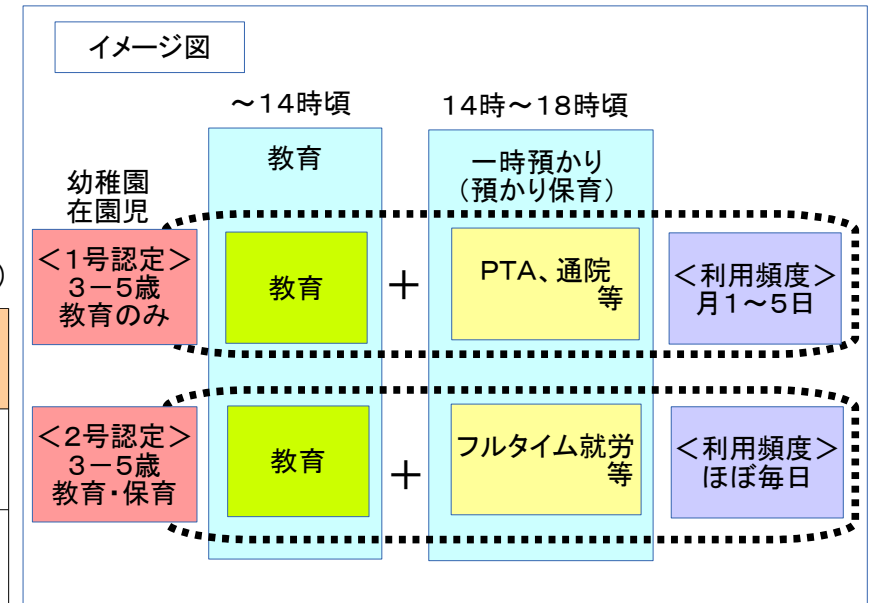 イメージ図
～14時頃
14時～18時頃
教育
一時預かり
(預かり保育)
幼稚園
在園児
<1号認定>
3－5歳
教育のみ
教育
＋
PTA、通院
等
<利用頻度>
月1～5日
<2号認定>
3－5歳
教育・保育
教育
＋
フルタイム就労
等
<利用頻度>
ほぼ毎日
)